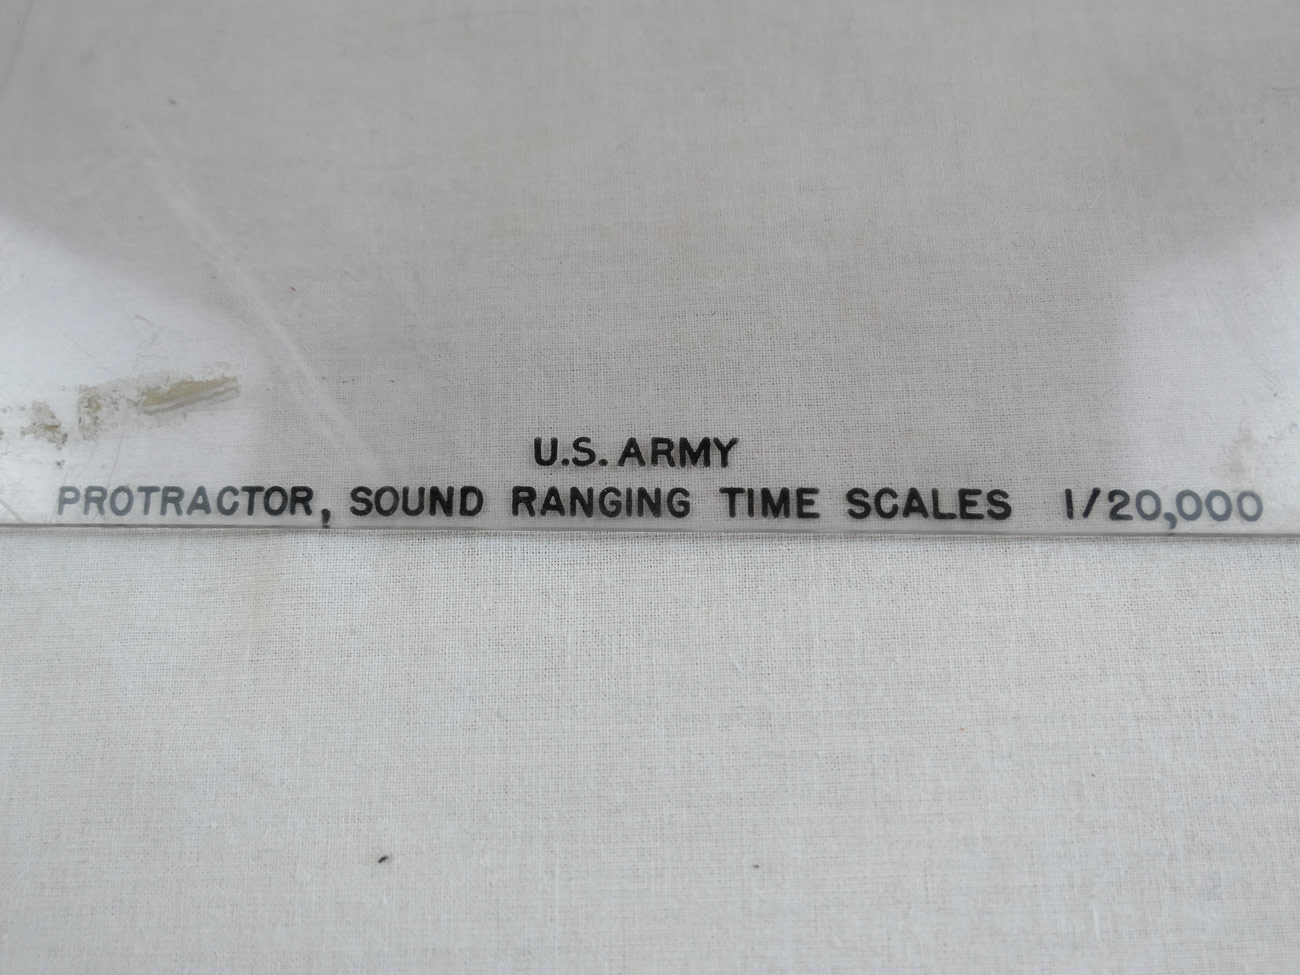 U.S. ARMY
PROTRACTOR, SOUND RANGING TIME SCALES 1/20,000